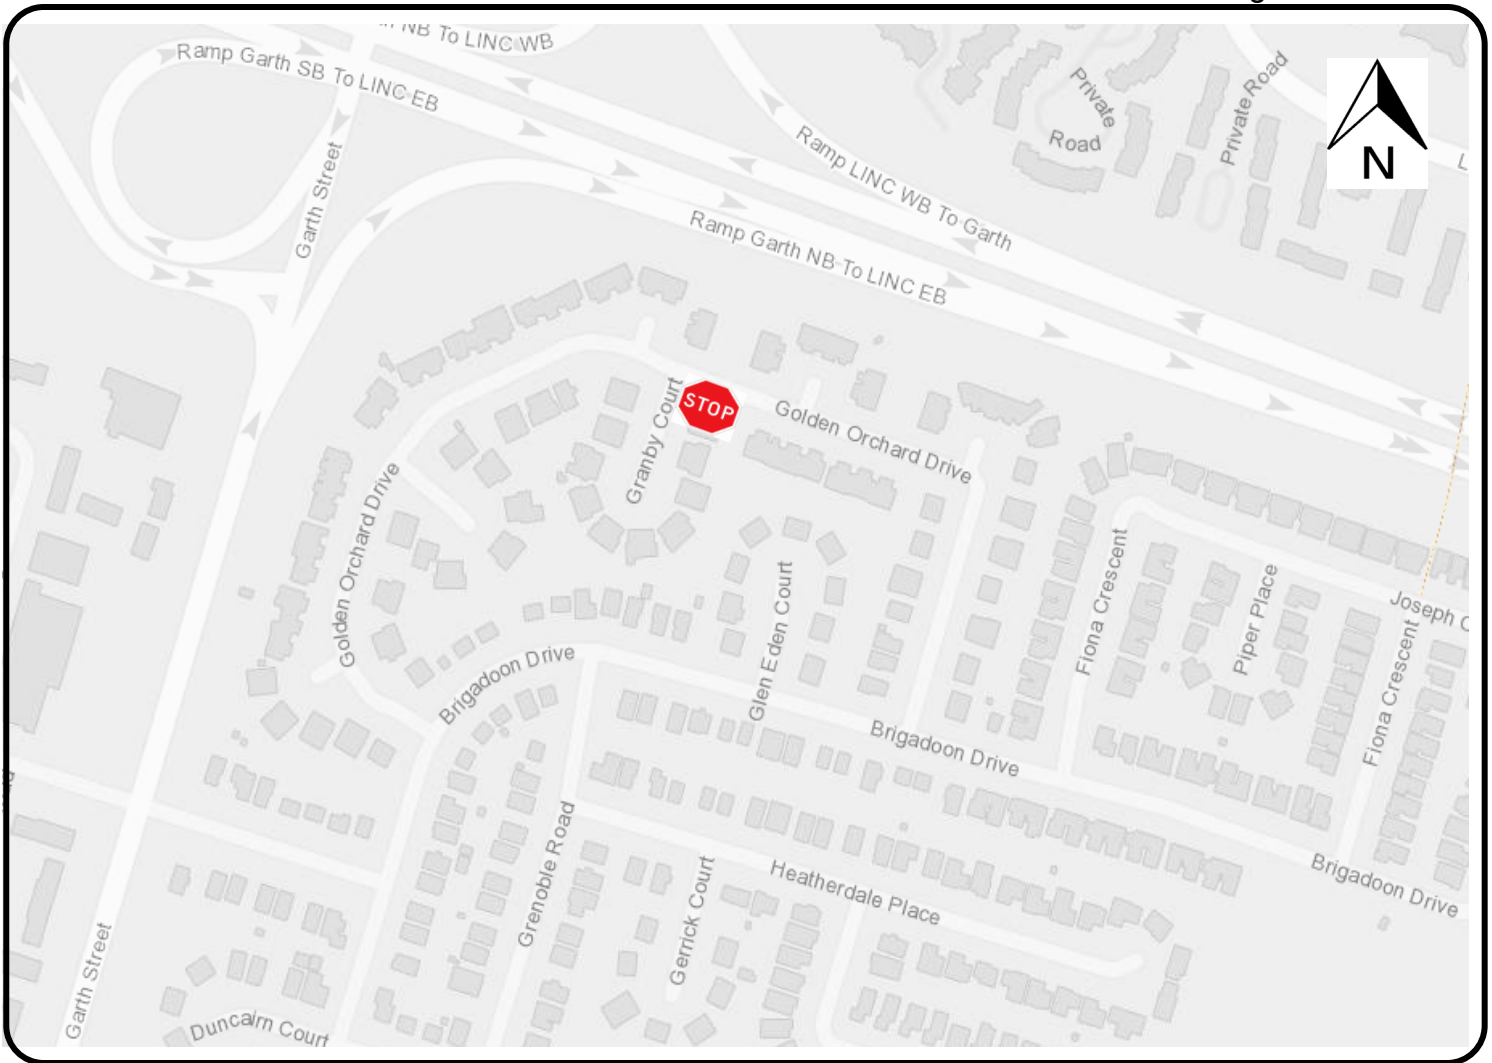 NB To LINC WB
Ramp Garth SB To LINC EB
Private
Road
Private Road
N
Garth Street
Ramp LINC WB To Garth
Ramp Garth NB To LINC EB
STOP
Granby Court
Golden Orchard Drive
Golden Orchard Drive
Glen Eden Court
Fiona Crescent
Piper Place
Joseph C
Fiona Crescent
Brigadoon Drive
Brigadoon Drive
Brigadoon Drive
Grenoble Road
Gerrick Court
Heatherdale Place
Garth Street
Duncairn Court